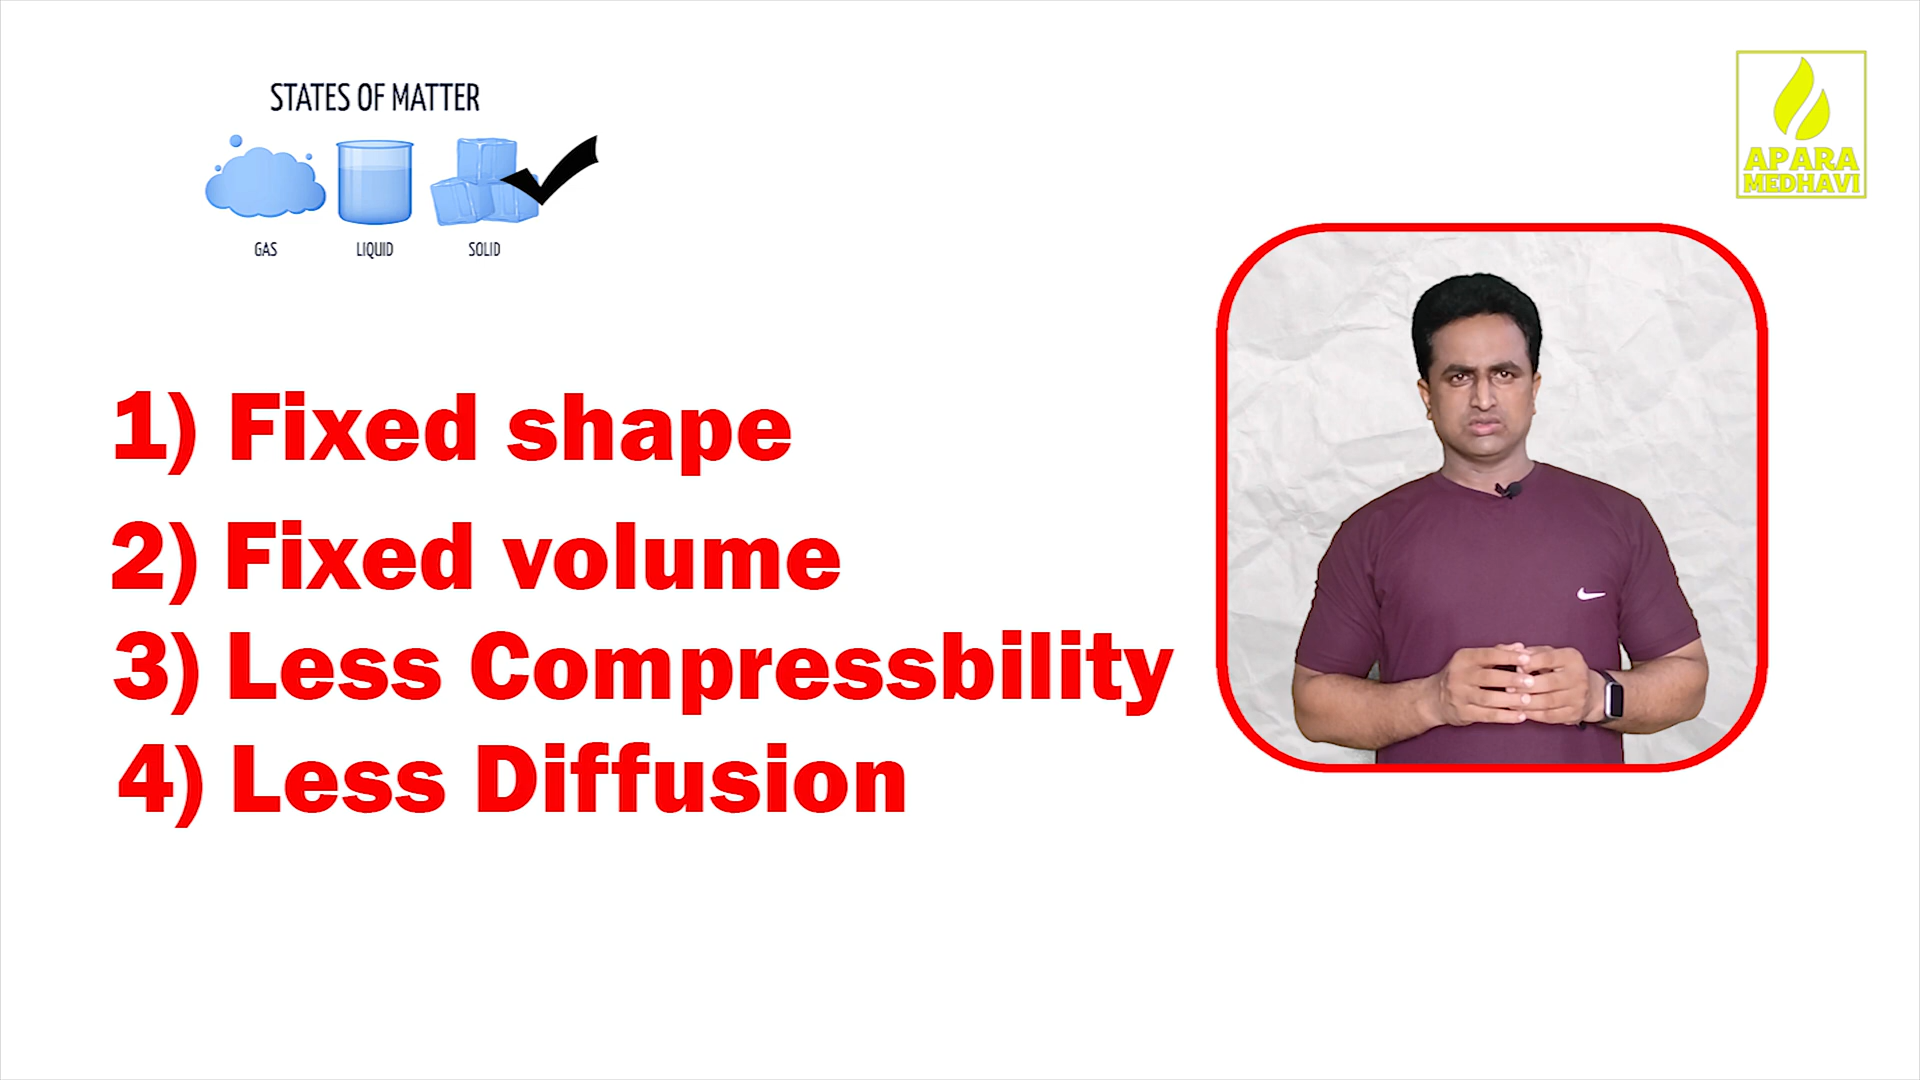 STATES OF MATTER
GAS LIQUID SOLID
APARA
MEDHAVI
1) Fixed shape
2) Fixed volume
3) Less Compressbility
4) Less Diffusion